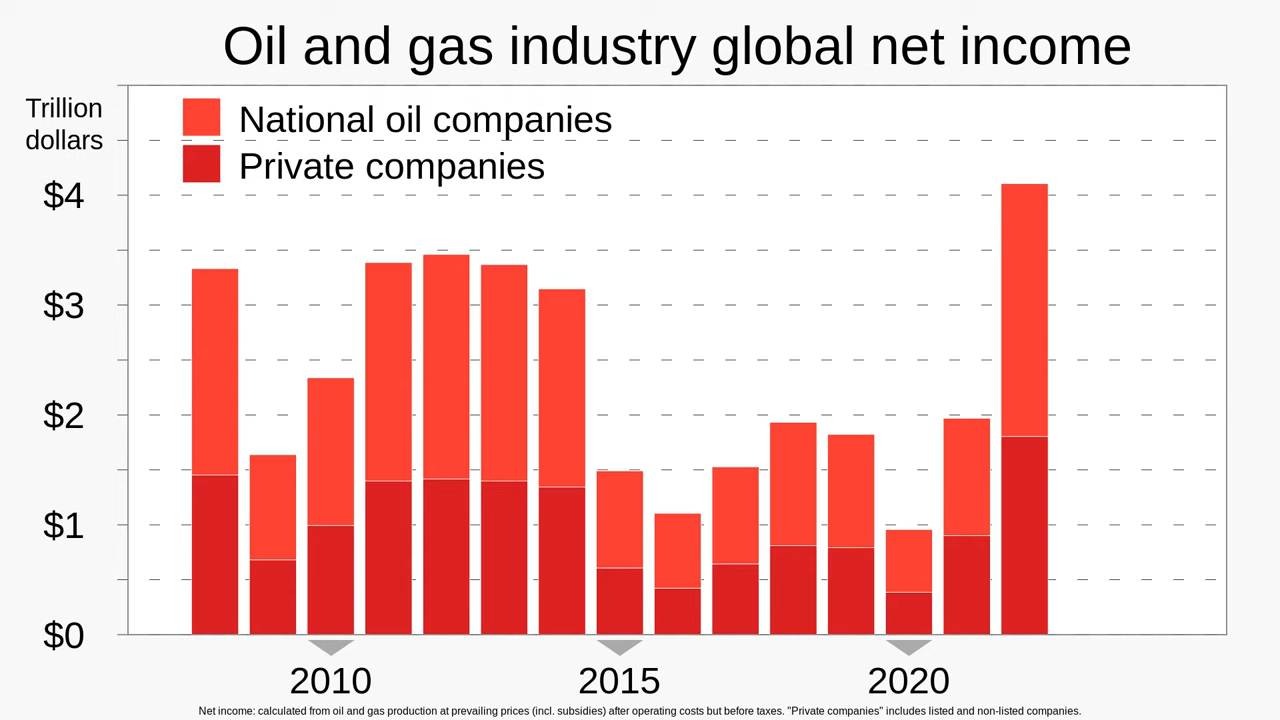 Oil and gas industry global net income
Trillion
dollars
National oil companies
Private companies
$4
$3
$2
$1
$0
2010
2015
2020
Net income: calculated from oil and gas production at prevailing prices (incl. subsidies) after operating costs but before taxes. "Private companies" includes listed and non-listed companies.